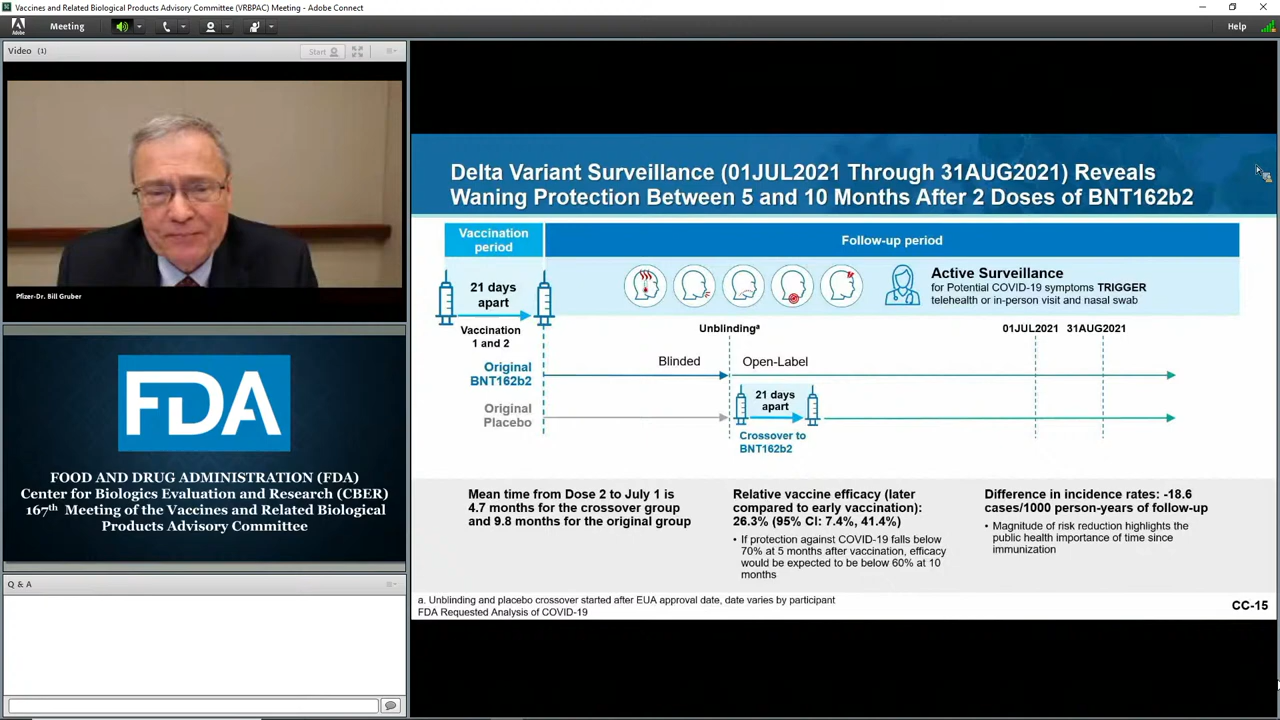 Vaccines and Related Biological Products Advisory Committee (VRBPAC) Meeting - Adobe Connect
Adobe
Meeting
Help
Video (1)
Start
Pfizer-Dr. Bill Gruber
FDA
FOOD AND DRUG ADMINISTRATION (FDA)
Center for Biologics Evaluation and Research (CBER)
167th Meeting of the Vaccines and Related Biological
Products Advisory Committee
Q & A
Delta Variant Surveillance (01JUL2021 Through 31AUG2021) Reveals
Waning Protection Between 5 and 10 Months After 2 Doses of BNT162b2
Vaccination
period
Follow-up period
21 days
apart
Vaccination
1 and 2
Active Surveillance
for Potential COVID-19 symptoms TRIGGER
telehealth or in-person visit and nasal swab
Unblindingᵃ
01JUL2021 31AUG2021
Original
BNT162b2
Blinded
Open-Label
Original
Placebo
21 days
apart
Crossover to
BNT162b2
Mean time from Dose 2 to July 1 is
4.7 months for the crossover group
and 9.8 months for the original group
Relative vaccine efficacy (later
compared to early vaccination):
26.3% (95% CI: 7.4%, 41.4%)
• If protection against COVID-19 falls below
70% at 5 months after vaccination, efficacy
would be expected to be below 60% at 10
months
Difference in incidence rates: -18.6
cases/1000 person-years of follow-up
• Magnitude of risk reduction highlights the
public health importance of time since
immunization
a. Unblinding and placebo crossover started after EUA approval date, date varies by participant
FDA Requested Analysis of COVID-19
CC-15